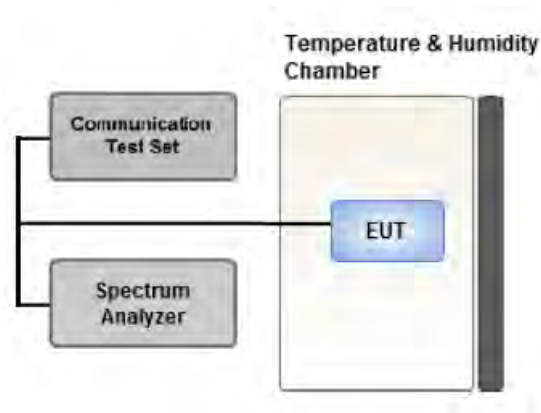 Temperature & Humidity
Chamber
Communication
Test Set
EUT
Spectrum
Analyzer